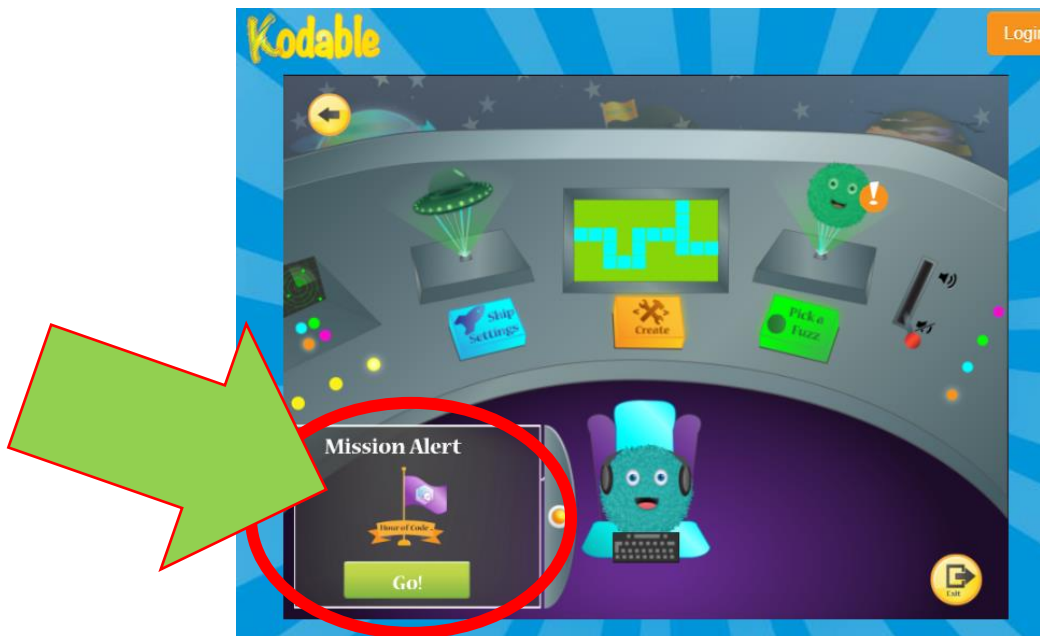 Kodable
Login
Ship
Settings
Create
Pick a
Fuzz
Mission Alert
Hour of Code ...
Go!
Exit